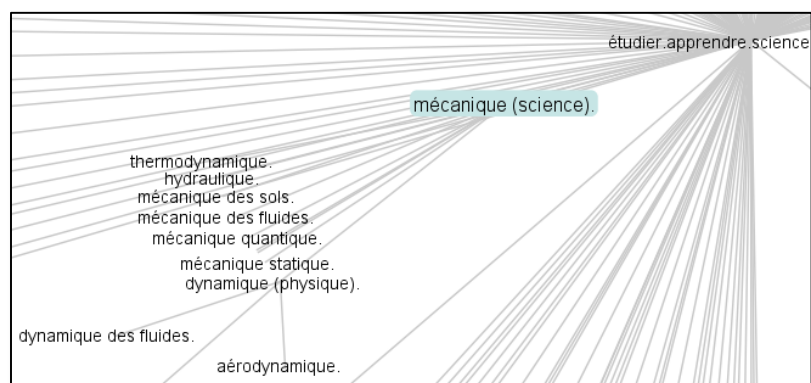 étudier.apprendre.science
mécanique (science).
thermodynamique.
hydraulique.
mécanique des sols.
mécanique des fluides.
mécanique quantique.
mécanique statique.
dynamique (physique).
dynamique des fluides.
aérodynamique.